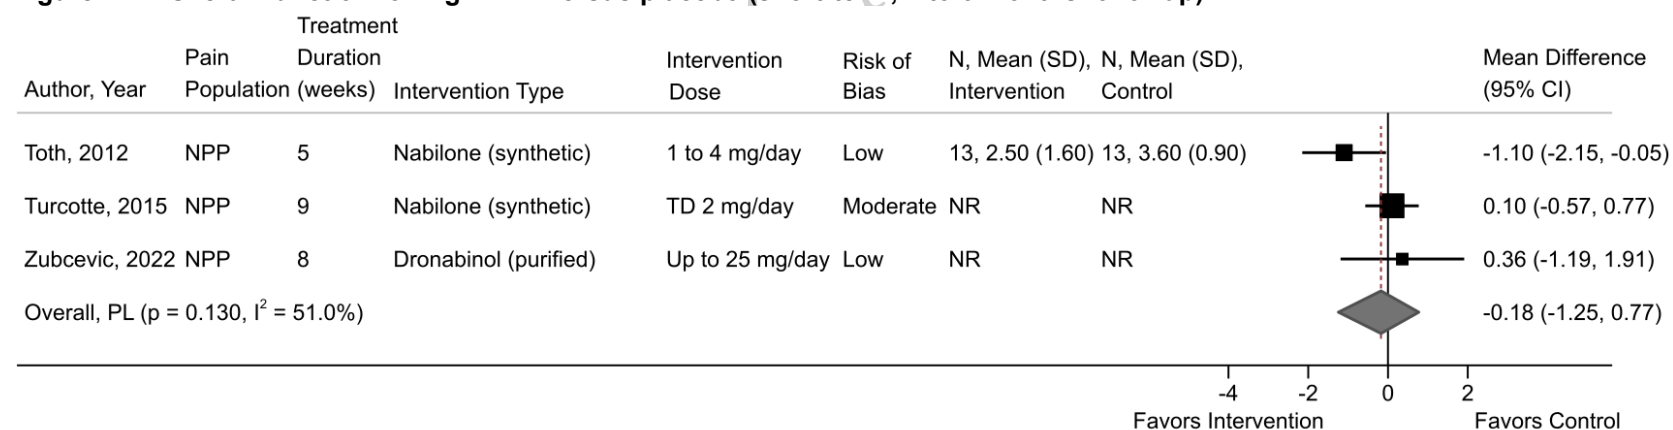 Treatment
Pain Duration Intervention Risk of N, Mean (SD), N, Mean (SD), Mean Difference
Author, Year Population (weeks) Intervention Type Dose Bias Intervention Control (95% CI)
Toth, 2012 NPP 5 Nabilone (synthetic) 1 to 4 mg/day Low 13, 2.50 (1.60) 13, 3.60 (0.90) -1.10 (-2.15, -0.05)
Turcotte, 2015 NPP 9 Nabilone (synthetic) TD 2 mg/day Moderate NR NR 0.10 (-0.57, 0.77)
Zubcevic, 2022 NPP 8 Dronabinol (purified) Up to 25 mg/day Low NR NR 0.36 (-1.19, 1.91)
Overall, PL (p = 0.130, I² = 51.0%) -0.18 (-1.25, 0.77)
-4 -2 0 2
Favors Intervention Favors Control